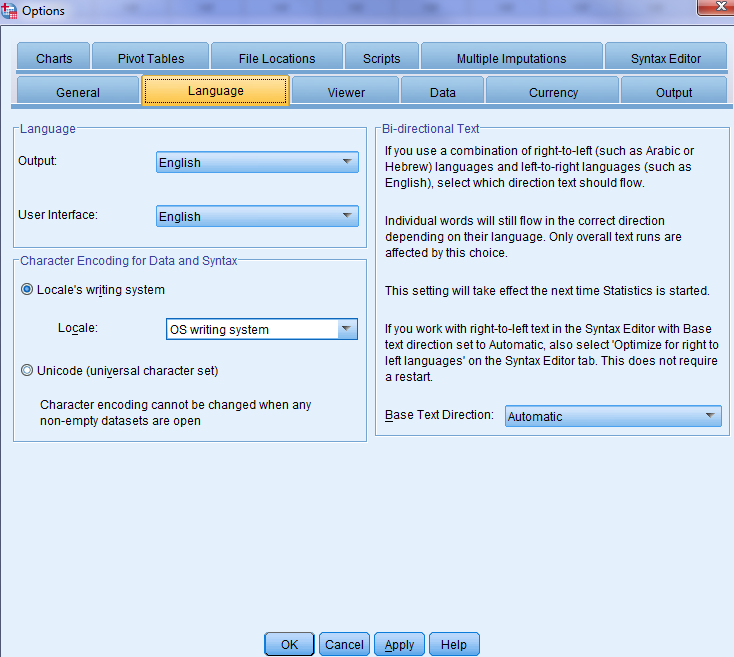 Options
Charts
Pivot Tables
File Locations
Scripts
Multiple Imputations
Syntax Editor
General
Language
Viewer
Data
Currency
Output
Language
Output:
English
User Interface:
English
Character Encoding for Data and Syntax
Locale's writing system
Locale:
OS writing system
Unicode (universal character set)
Character encoding cannot be changed when any
non-empty datasets are open
Bi-directional Text
If you use a combination of right-to-left (such as Arabic or
Hebrew) languages and left-to-right languages (such as
English), select which direction text should flow.
Individual words will still flow in the correct direction
depending on their language. Only overall text runs are
affected by this choice.
This setting will take effect the next time Statistics is started.
If you work with right-to-left text in the Syntax Editor with Base
text direction set to Automatic, also select 'Optimize for right to
left languages' on the Syntax Editor tab. This does not require
a restart.
Base Text Direction:
Automatic
OK
Cancel
Apply
Help